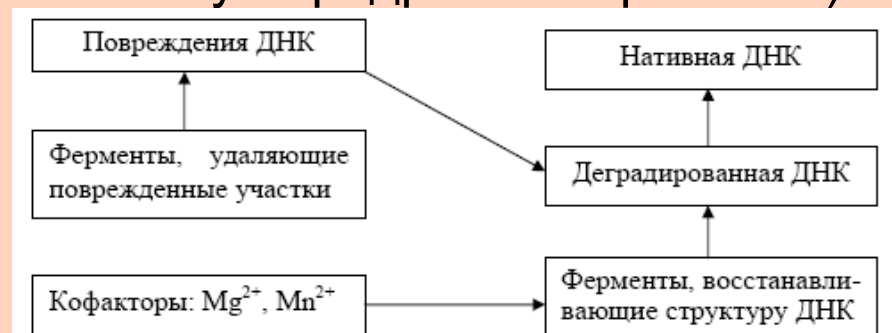 Повреждения ДНК
Нативная ДНК
Ферменты, удаляющие
поврежденные участки
Деградированная ДНК
Кофакторы: Mg²⁺, Mn²⁺
Ферменты, восстанавли-
вающие структуру ДНК